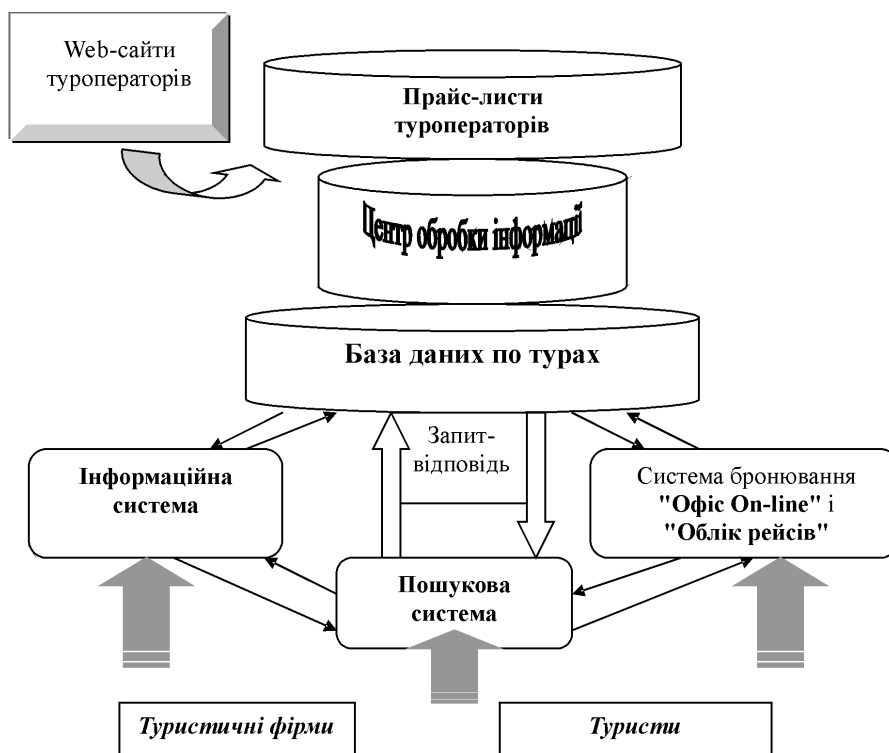 Web-сайти
туроператорів
Прайс-листи
туроператорів
Центр обробки інформації
База даних по турах
Запит-
відповідь
Інформаційна
система
Система бронювання
"Офіс On-line" і
"Облік рейсів"
Пошукова
система
Туристичні фірми
Туристи